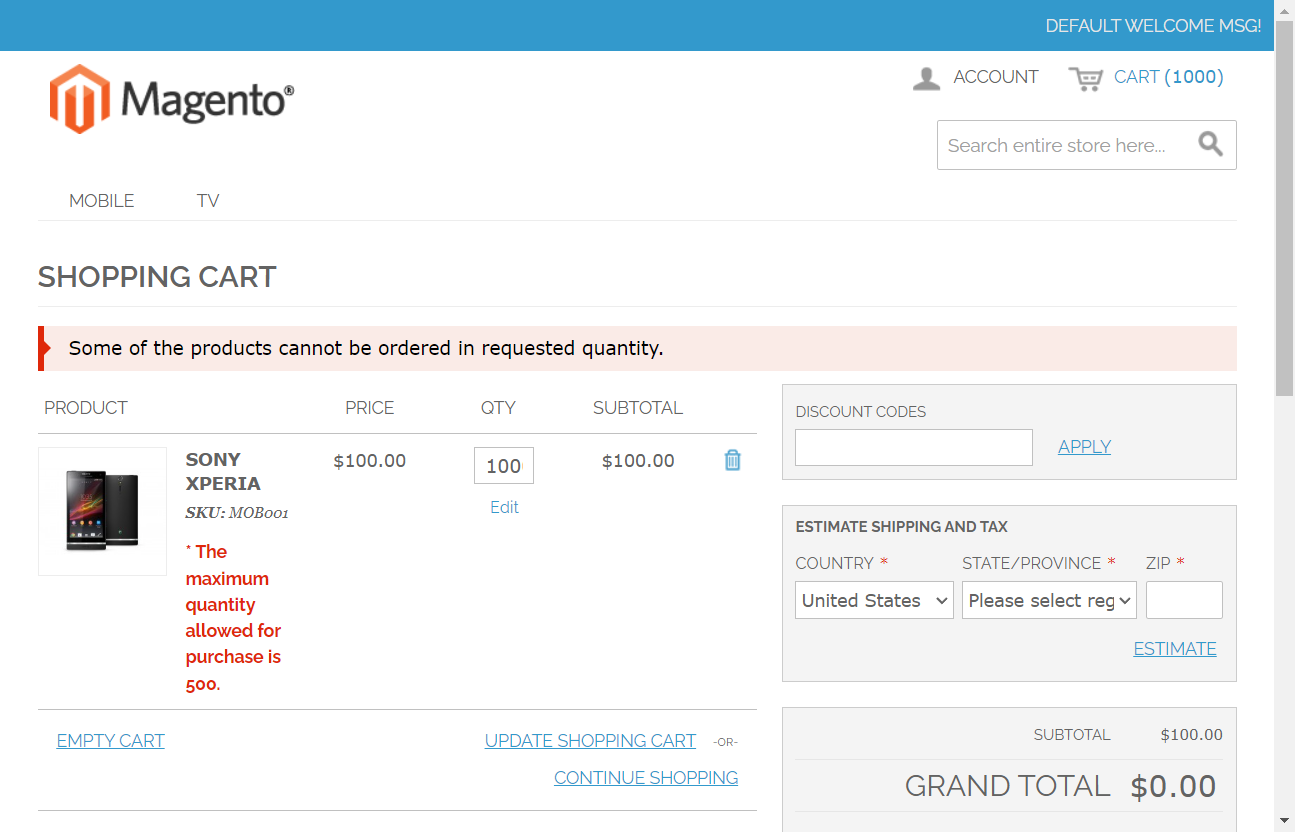 DEFAULT WELCOME MSG!
Magento®
ACCOUNT
CART (1000)
Search entire store here...
MOBILE
TV
SHOPPING CART
Some of the products cannot be ordered in requested quantity.
PRODUCT PRICE QTY SUBTOTAL
SONY
XPERIA
SKU: MOB001
* The
maximum
quantity
allowed for
purchase is
500.
$100.00
100
Edit
$100.00
EMPTY CART
UPDATE SHOPPING CART -OR-
CONTINUE SHOPPING
DISCOUNT CODES
APPLY
ESTIMATE SHIPPING AND TAX
COUNTRY * STATE/PROVINCE * ZIP *
United States Please select reg
ESTIMATE
SUBTOTAL $100.00
GRAND TOTAL $0.00